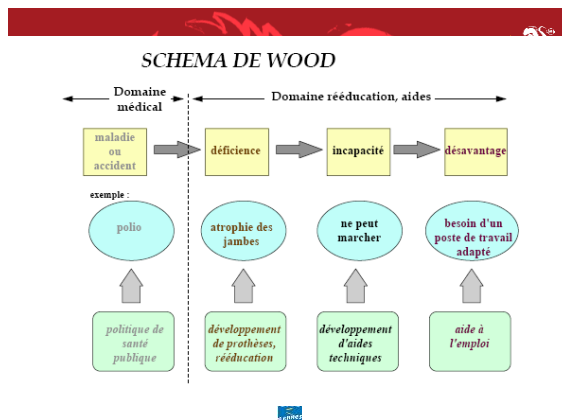 SCHEMA DE WOOD
Domaine
médical
Domaine rééducation, aides
maladie
ou
accident
déficience
incapacité
désavantage
exemple :
polio
atrophie des
jambes
ne peut
marcher
besoin d'un
poste de travail
adapté
politique de
santé
publique
développement
de prothèses,
rééducation
développement
d'aides
techniques
aide à
l'emploi